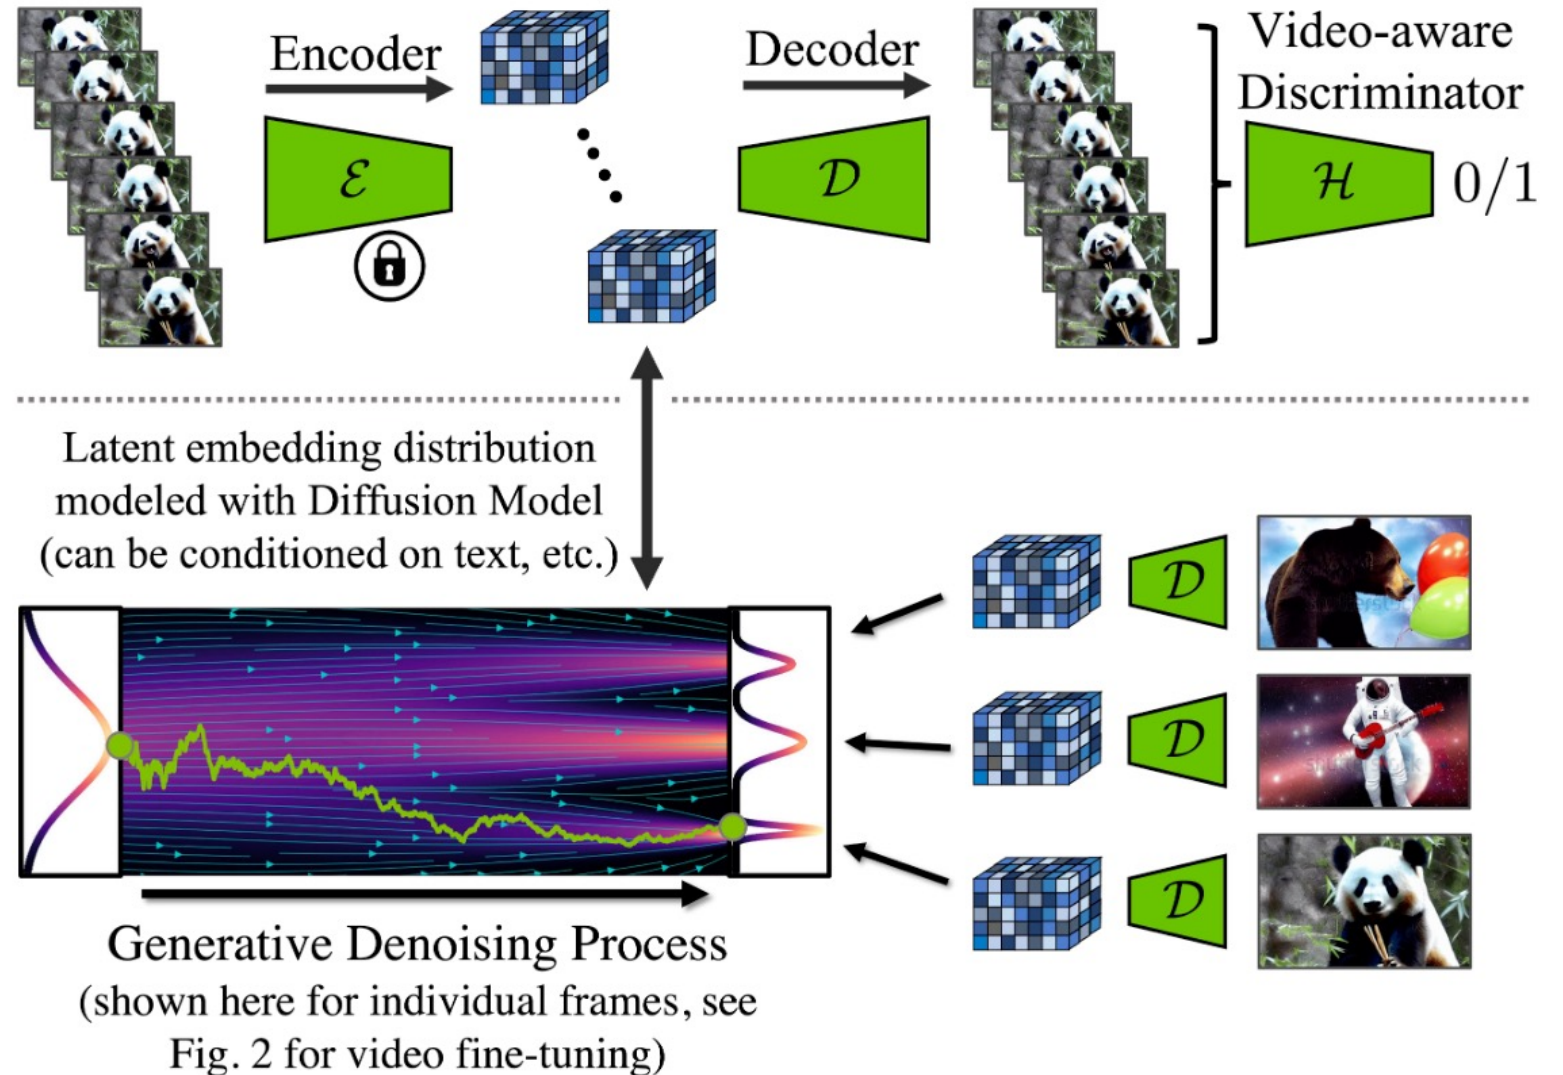 Encoder
Decoder
Video-aware
Discriminator
ℰ
𝒟
ℋ
0/1
Latent embedding distribution
modeled with Diffusion Model
(can be conditioned on text, etc.)
𝒟
𝒟
𝒟
Generative Denoising Process
(shown here for individual frames, see
Fig. 2 for video fine-tuning)